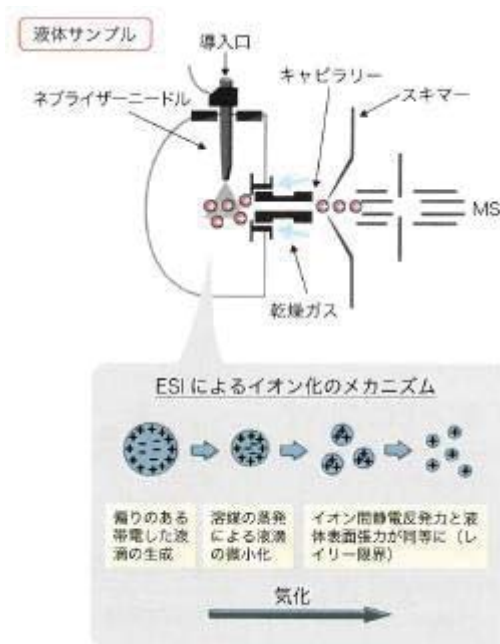 液体サンプル
導入口
ネブライザーニードル
キャピラリー
スキマー
MS
乾燥ガス
ESIによるイオン化のメカニズム
偏りのある
帯電した液
滴の生成
溶媒の蒸発
による液滴
の微小化
イオン間静電反発力と液
体表面張力が同等に(レ
イリー限界)
気化